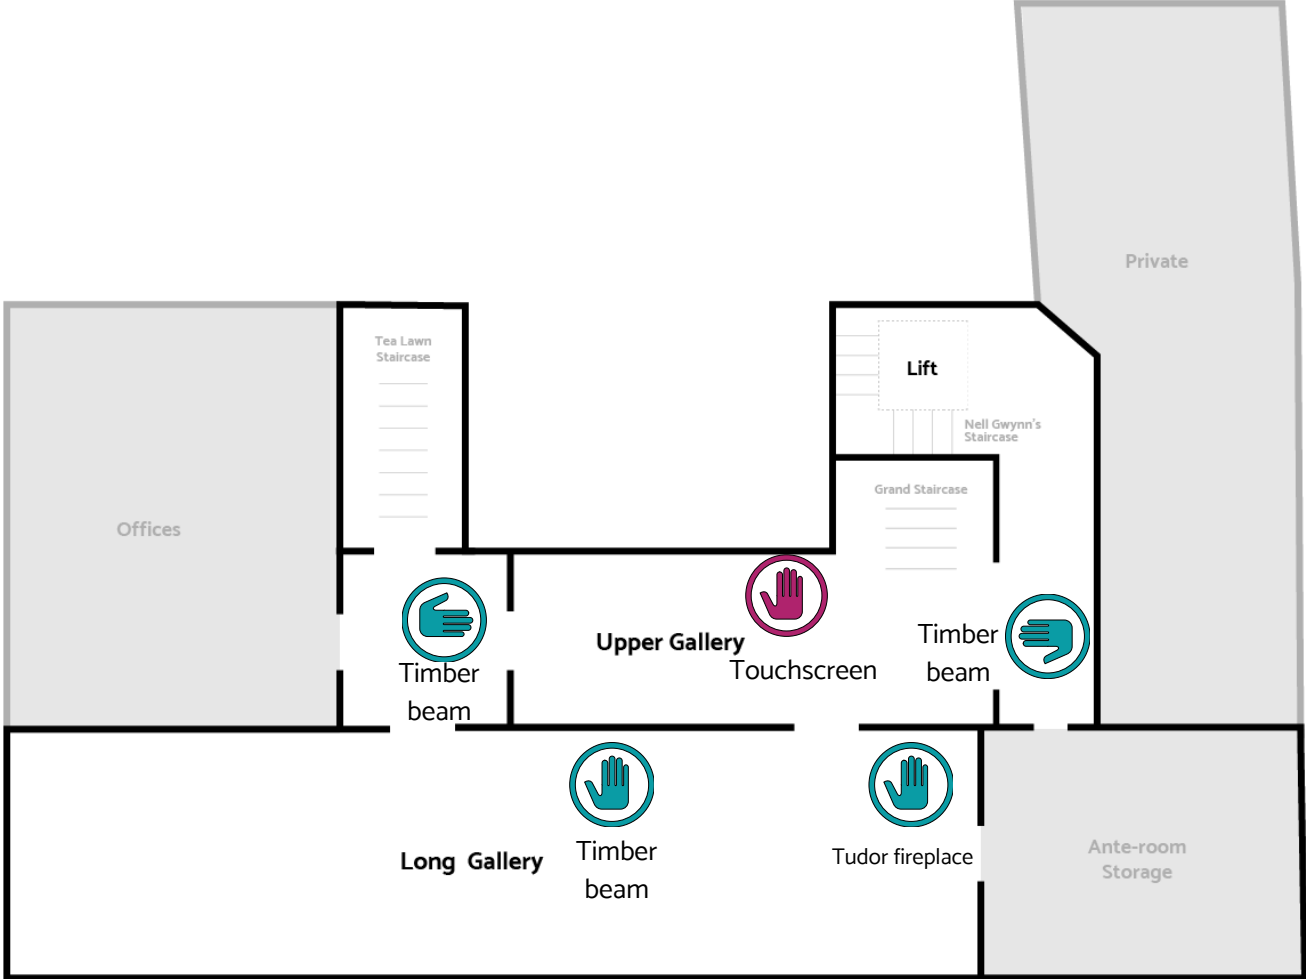 Private
Tea Lawn
Staircase
Lift
Nell Gwynn's
Staircase
Grand Staircase
Offices
Upper Gallery
Touchscreen
Timber
beam
Timber
beam
Long Gallery
Timber
beam
Tudor fireplace
Ante-room
Storage